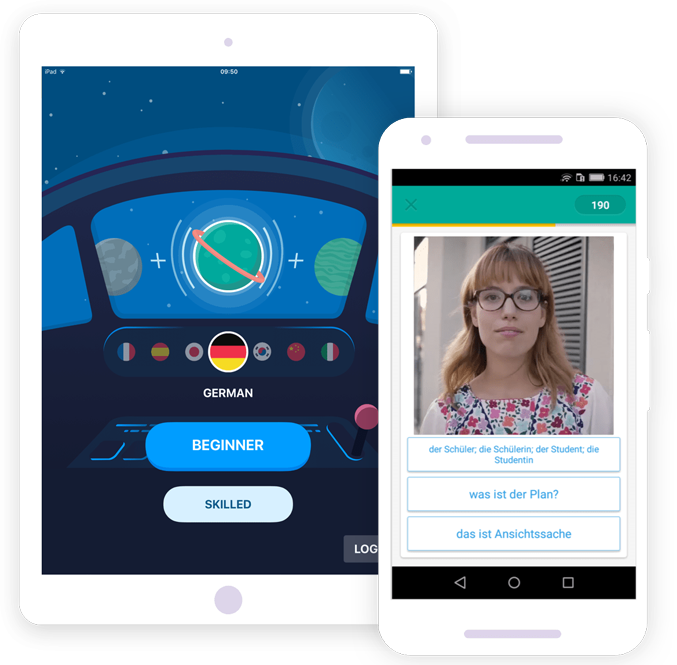 iPad
09:50
GERMAN
BEGINNER
SKILLED
LOG
16:42
190
der Schüler; die Schülerin; der Student; die
Studentin
was ist der Plan?
das ist Ansichtssache